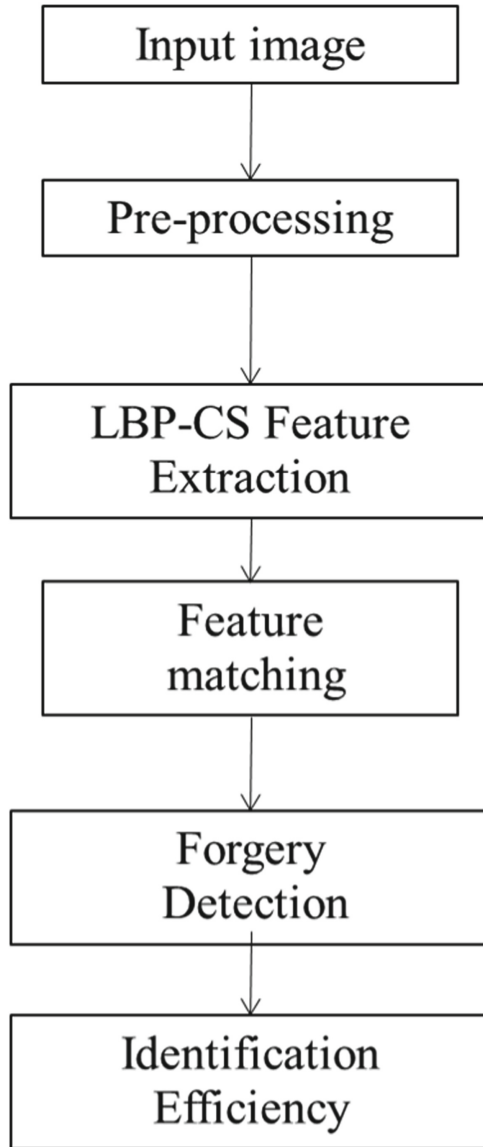 Input image
Pre-processing
LBP-CS Feature
Extraction
Feature
matching
Forgery
Detection
Identification
Efficiency